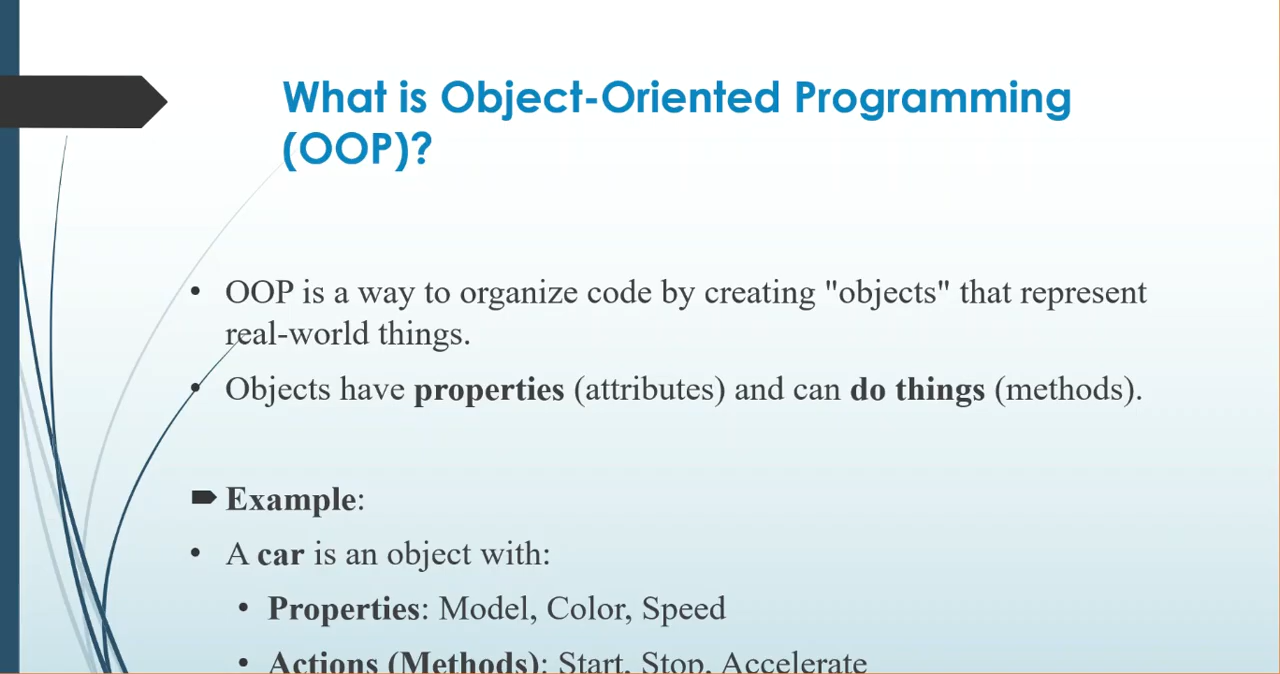 What is Object-Oriented Programming
(OOP)?
• OOP is a way to organize code by creating "objects" that represent
real-world things.
• Objects have properties (attributes) and can do things (methods).
Example:
• A car is an object with:
• Properties: Model, Color, Speed
• Actions (Methods): Start, Stop, Accelerate